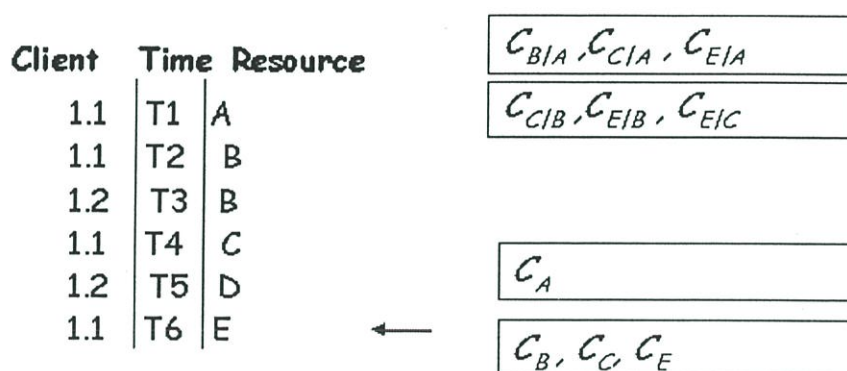 Client Time Resource
1.1 T1 A
1.1 T2 B
1.2 T3 B
1.1 T4 C
1.2 T5 D
1.1 T6 E
C_{B|A}, C_{C|A}, C_{E|A}
C_{C|B}, C_{E|B}, C_{E|C}
C_A
C_B, C_C, C_E